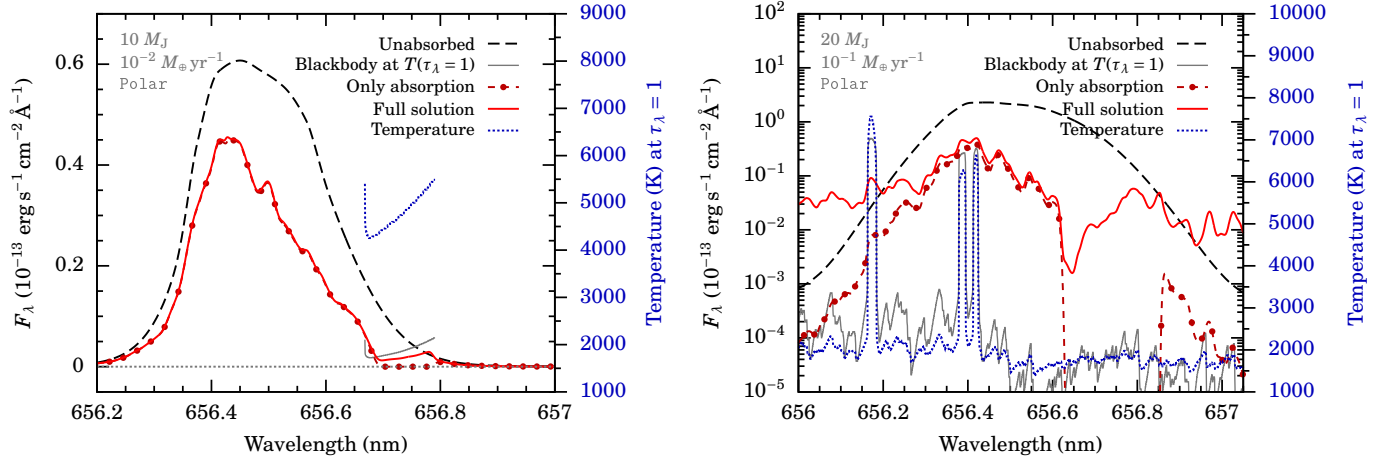 10 M_J
10^−2 M_⊕ yr^−1
Polar
Unabsorbed
Blackbody at T(τ_λ = 1)
Only absorption
Full solution
Temperature
F_λ (10^−13 erg s^−1 cm^−2 Å^−1)
0.6
0.4
0.2
0
656.2
656.4
656.6
656.8
657
Wavelength (nm)
9000
8000
7000
6000
5000
4000
3000
2000
1000
Temperature (K) at τ_λ = 1
20 M_J
10^−1 M_⊕ yr^−1
Polar
Unabsorbed
Blackbody at T(τ_λ = 1)
Only absorption
Full solution
Temperature
F_λ (10^−13 erg s^−1 cm^−2 Å^−1)
10^2
10^1
10^0
10^−1
10^−2
10^−3
10^−4
10^−5
656
656.2
656.4
656.6
656.8
657
Wavelength (nm)
10000
9000
8000
7000
6000
5000
4000
3000
2000
1000
Temperature (K) at τ_λ = 1